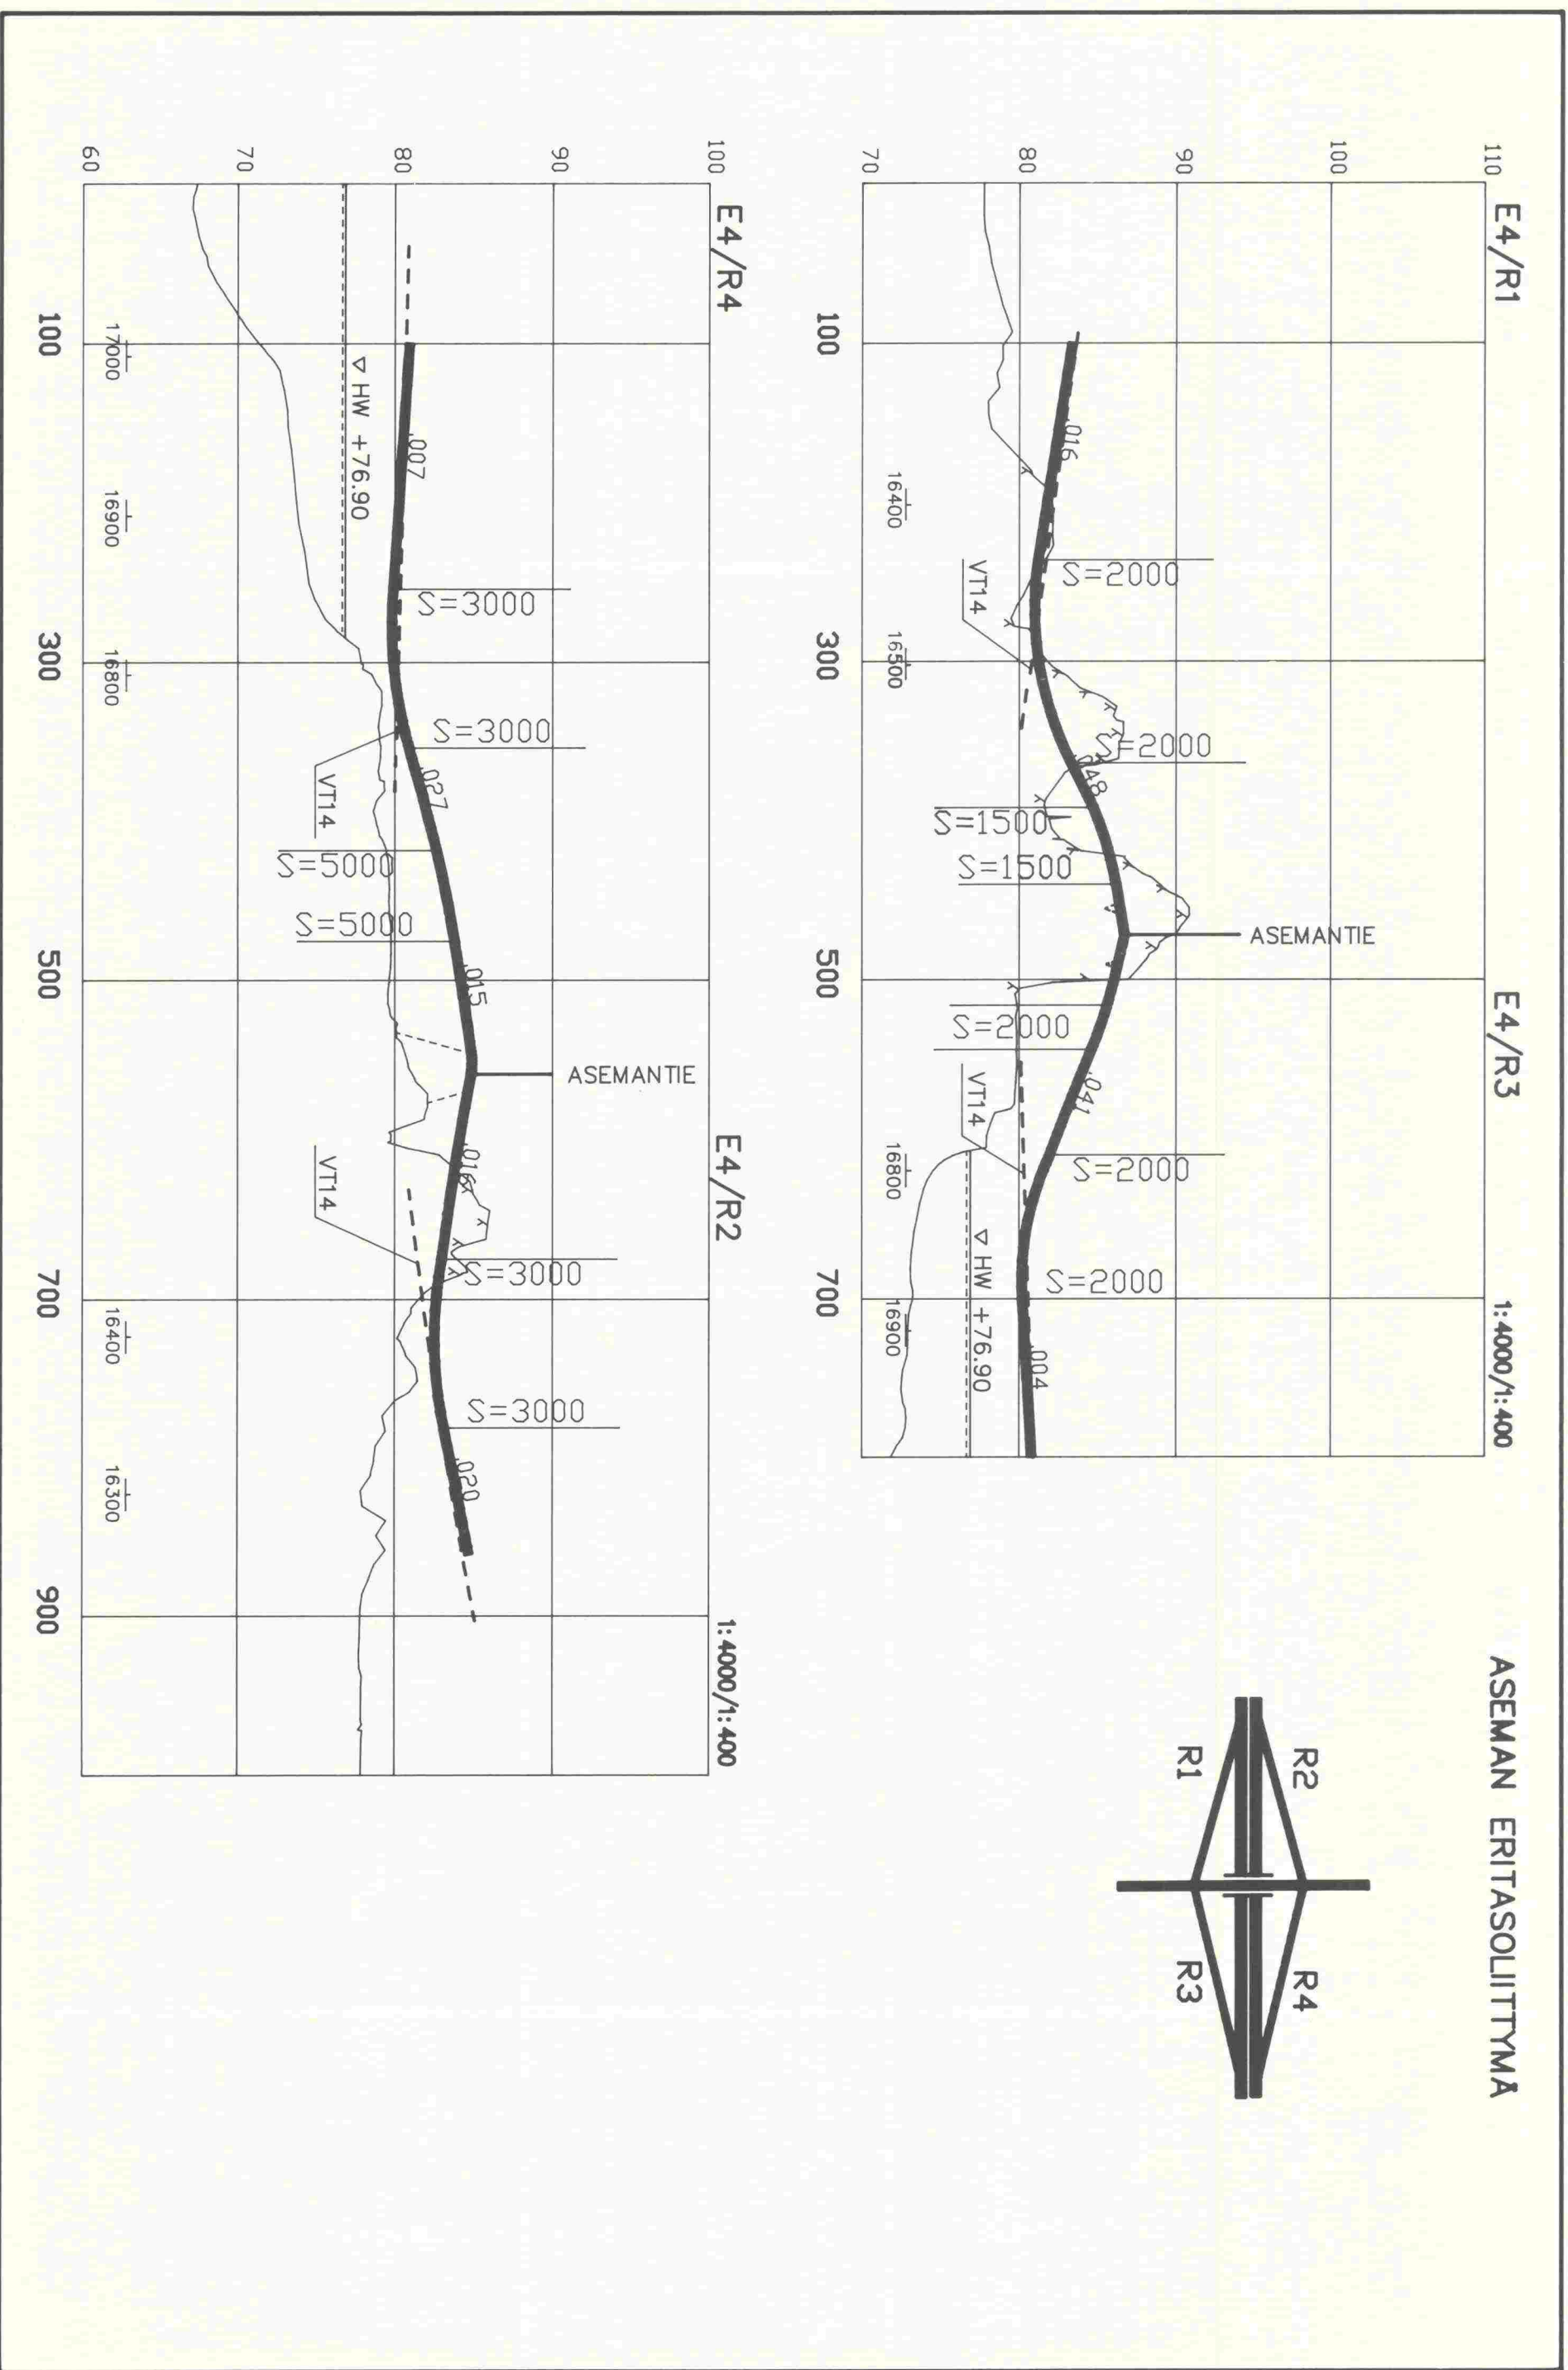 ASEMAN ERITASOLIITTYMÄ
R2
R4
R1
R3
E4/R1
E4/R3
1:4000/1:400
110
100
90
80
70
ASEMANTIE
S=2000
S=2000
S=2000
S=2000
.016
.048
.041
.004
S=1500
S=1500
S=2000
VT14
VT14
▽ HW +76.90
16400
16500
16800
16900
100
300
500
700
E4/R4
E4/R2
1:4000/1:400
100
90
80
70
60
ASEMANTIE
S=3000
S=3000
S=3000
S=3000
.007
.027
.015
.016
.020
S=5000
S=5000
▽ HW +76.90
VT14
VT14
17000
16900
16800
16400
16300
100
300
500
700
900